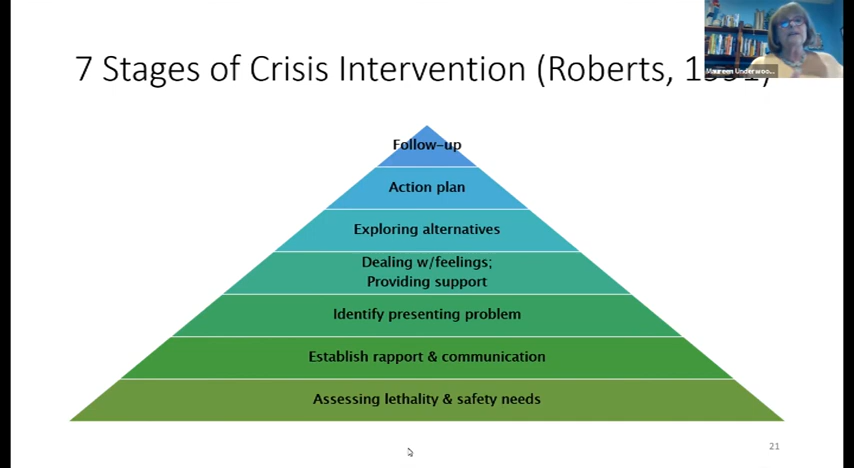 7 Stages of Crisis Intervention (Roberts,
Maureen Underwoo...
Follow-up
Action plan
Exploring alternatives
Dealing w/feelings;
Providing support
Identify presenting problem
Establish rapport & communication
Assessing lethality & safety needs
21